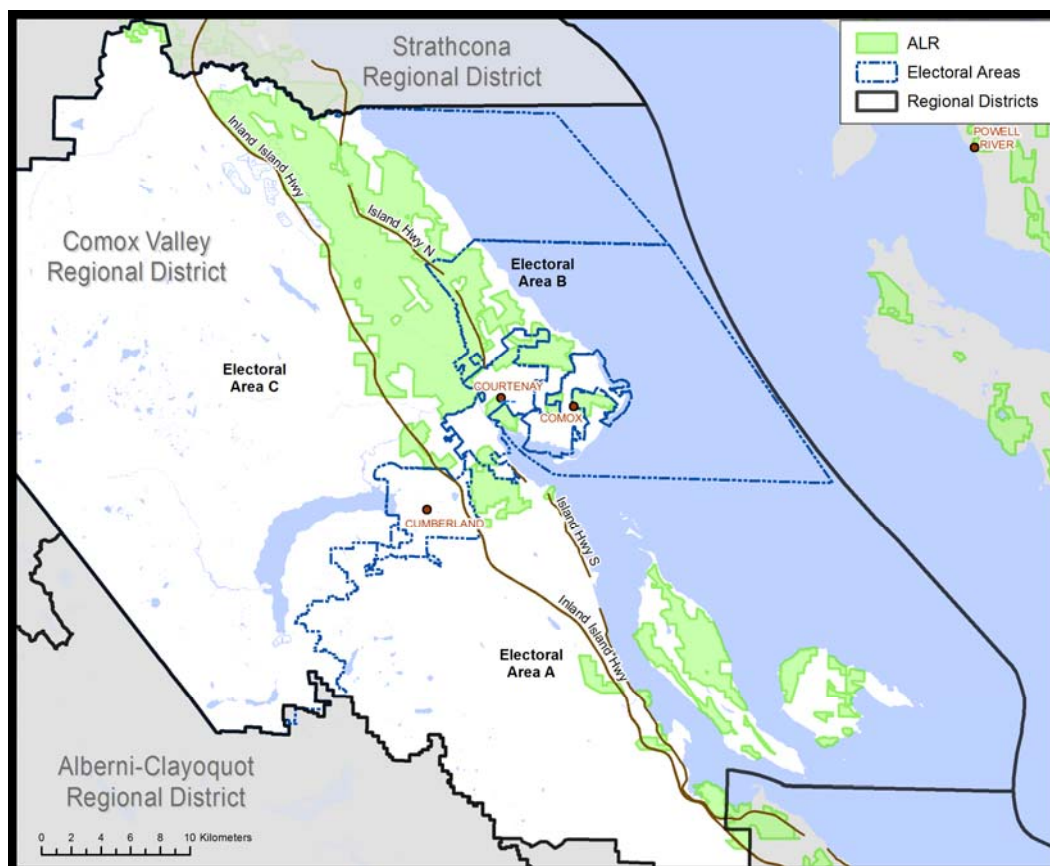 Strathcona
Regional District
ALR
Electoral Areas
Regional Districts
POWELL
RIVER
Inland Island Hwy
Island Hwy N
Comox Valley
Regional District
Electoral
Area B
Electoral
Area C
COURTENAY
COMOX
CUMBERLAND
Island Hwy S
Inland Island Hwy
Electoral
Area A
Alberni-Clayoquot
Regional District
0 2 4 6 8 10 Kilometers